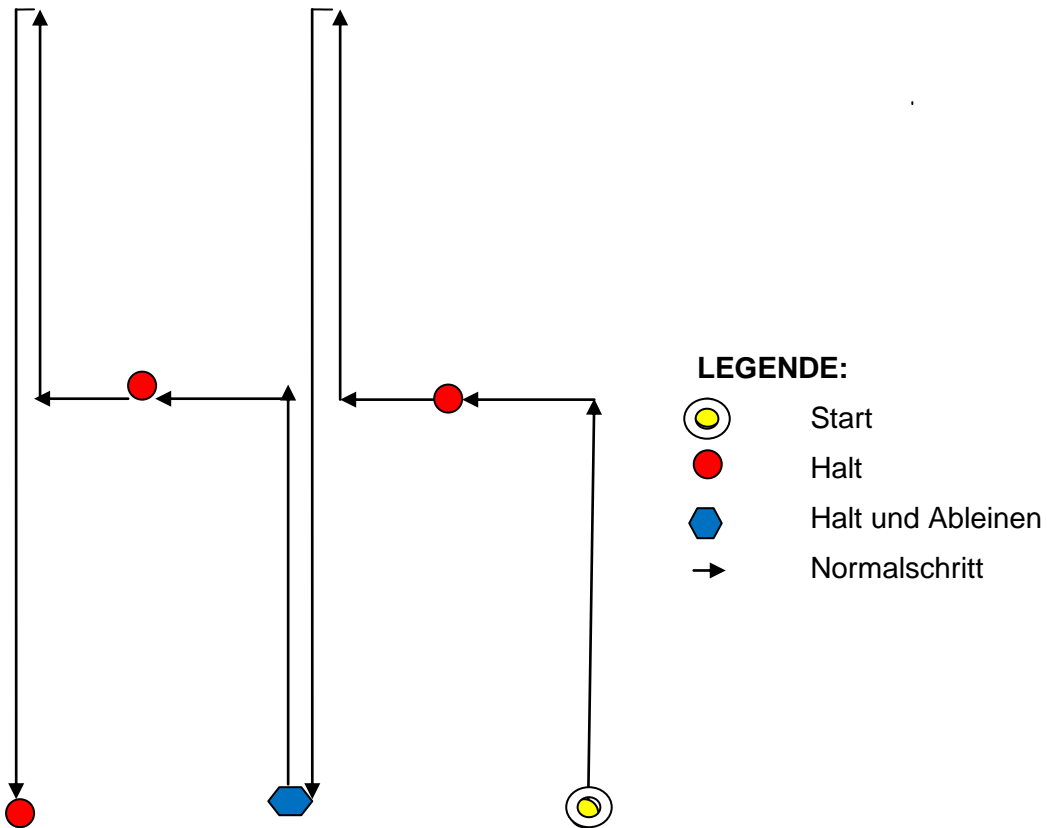 LEGENDE:
Start
Halt
Halt und Ableinen
Normalschritt